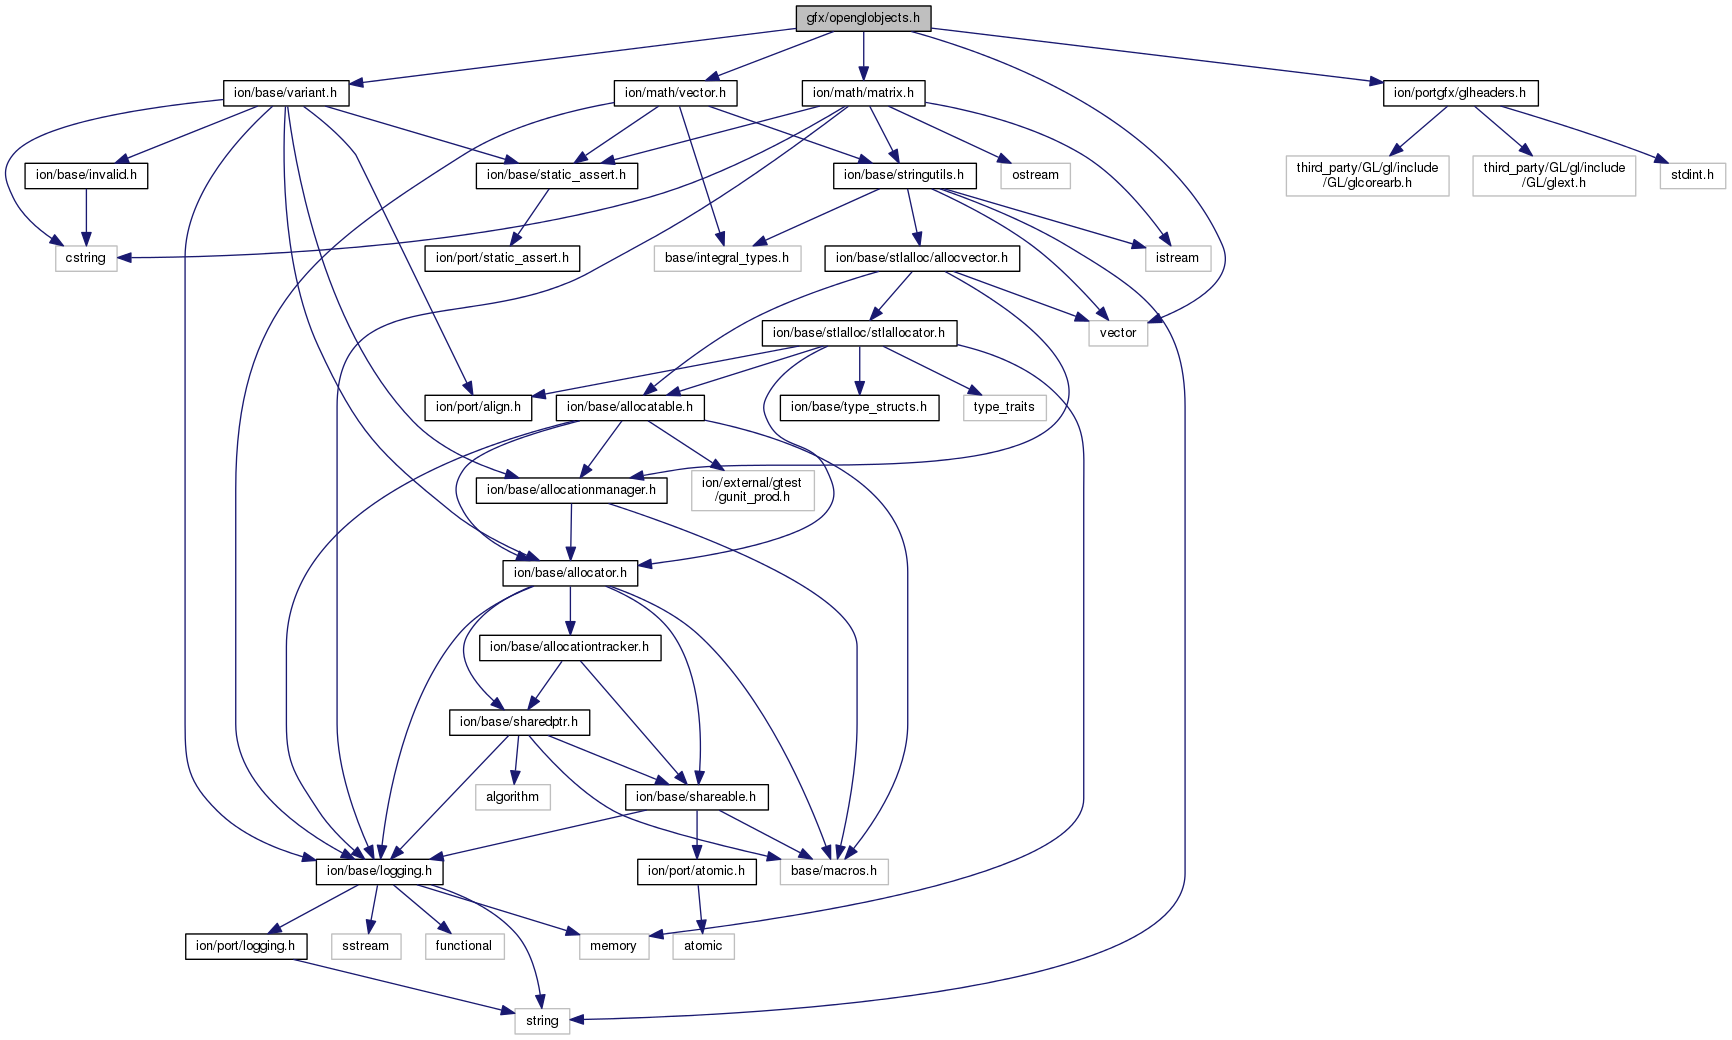 gfx/openglobjects.h
ion/base/variant.h
ion/math/vector.h
ion/math/matrix.h
ion/portgfx/glheaders.h
ion/base/invalid.h
ion/base/static_assert.h
ion/base/stringutils.h
ostream
third_party/GL/gl/include
/GL/glcorearb.h
third_party/GL/gl/include
/GL/glext.h
stdint.h
cstring
ion/port/static_assert.h
base/integral_types.h
ion/base/stlalloc/allocvector.h
istream
ion/base/stlalloc/stlallocator.h
vector
ion/port/align.h
ion/base/allocatable.h
ion/base/type_structs.h
type_traits
ion/base/allocationmanager.h
ion/external/gtest
/gunit_prod.h
ion/base/allocator.h
ion/base/allocationtracker.h
ion/base/sharedptr.h
algorithm
ion/base/shareable.h
ion/base/logging.h
ion/port/atomic.h
base/macros.h
ion/port/logging.h
sstream
functional
memory
atomic
string